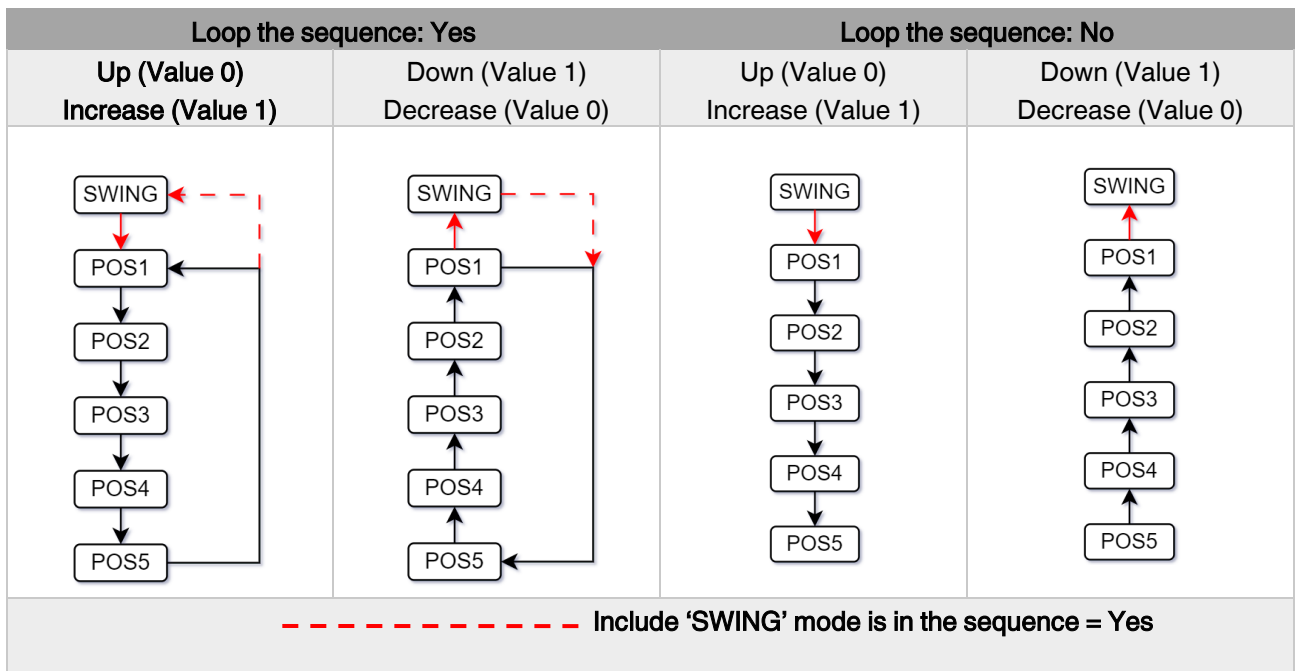 Loop the sequence: Yes
Loop the sequence: No
Up (Value 0)
Increase (Value 1)
Down (Value 1)
Decrease (Value 0)
Up (Value 0)
Increase (Value 1)
Down (Value 1)
Decrease (Value 0)
SWING
POS1
POS2
POS3
POS4
POS5
SWING
POS1
POS2
POS3
POS4
POS5
SWING
POS1
POS2
POS3
POS4
POS5
SWING
POS1
POS2
POS3
POS4
POS5
Include ‘SWING’ mode is in the sequence = Yes